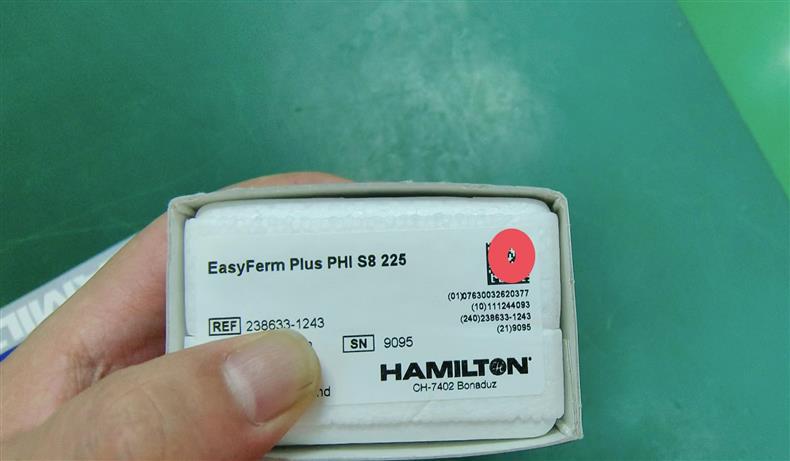 EasyFerm Plus PHI S8 225
(01)07630032620377
(10)111244093
(240)238633-1243
(21)9095
REF 238633-1243
SN 9095
HAMILTON
CH-7402 Bonaduz